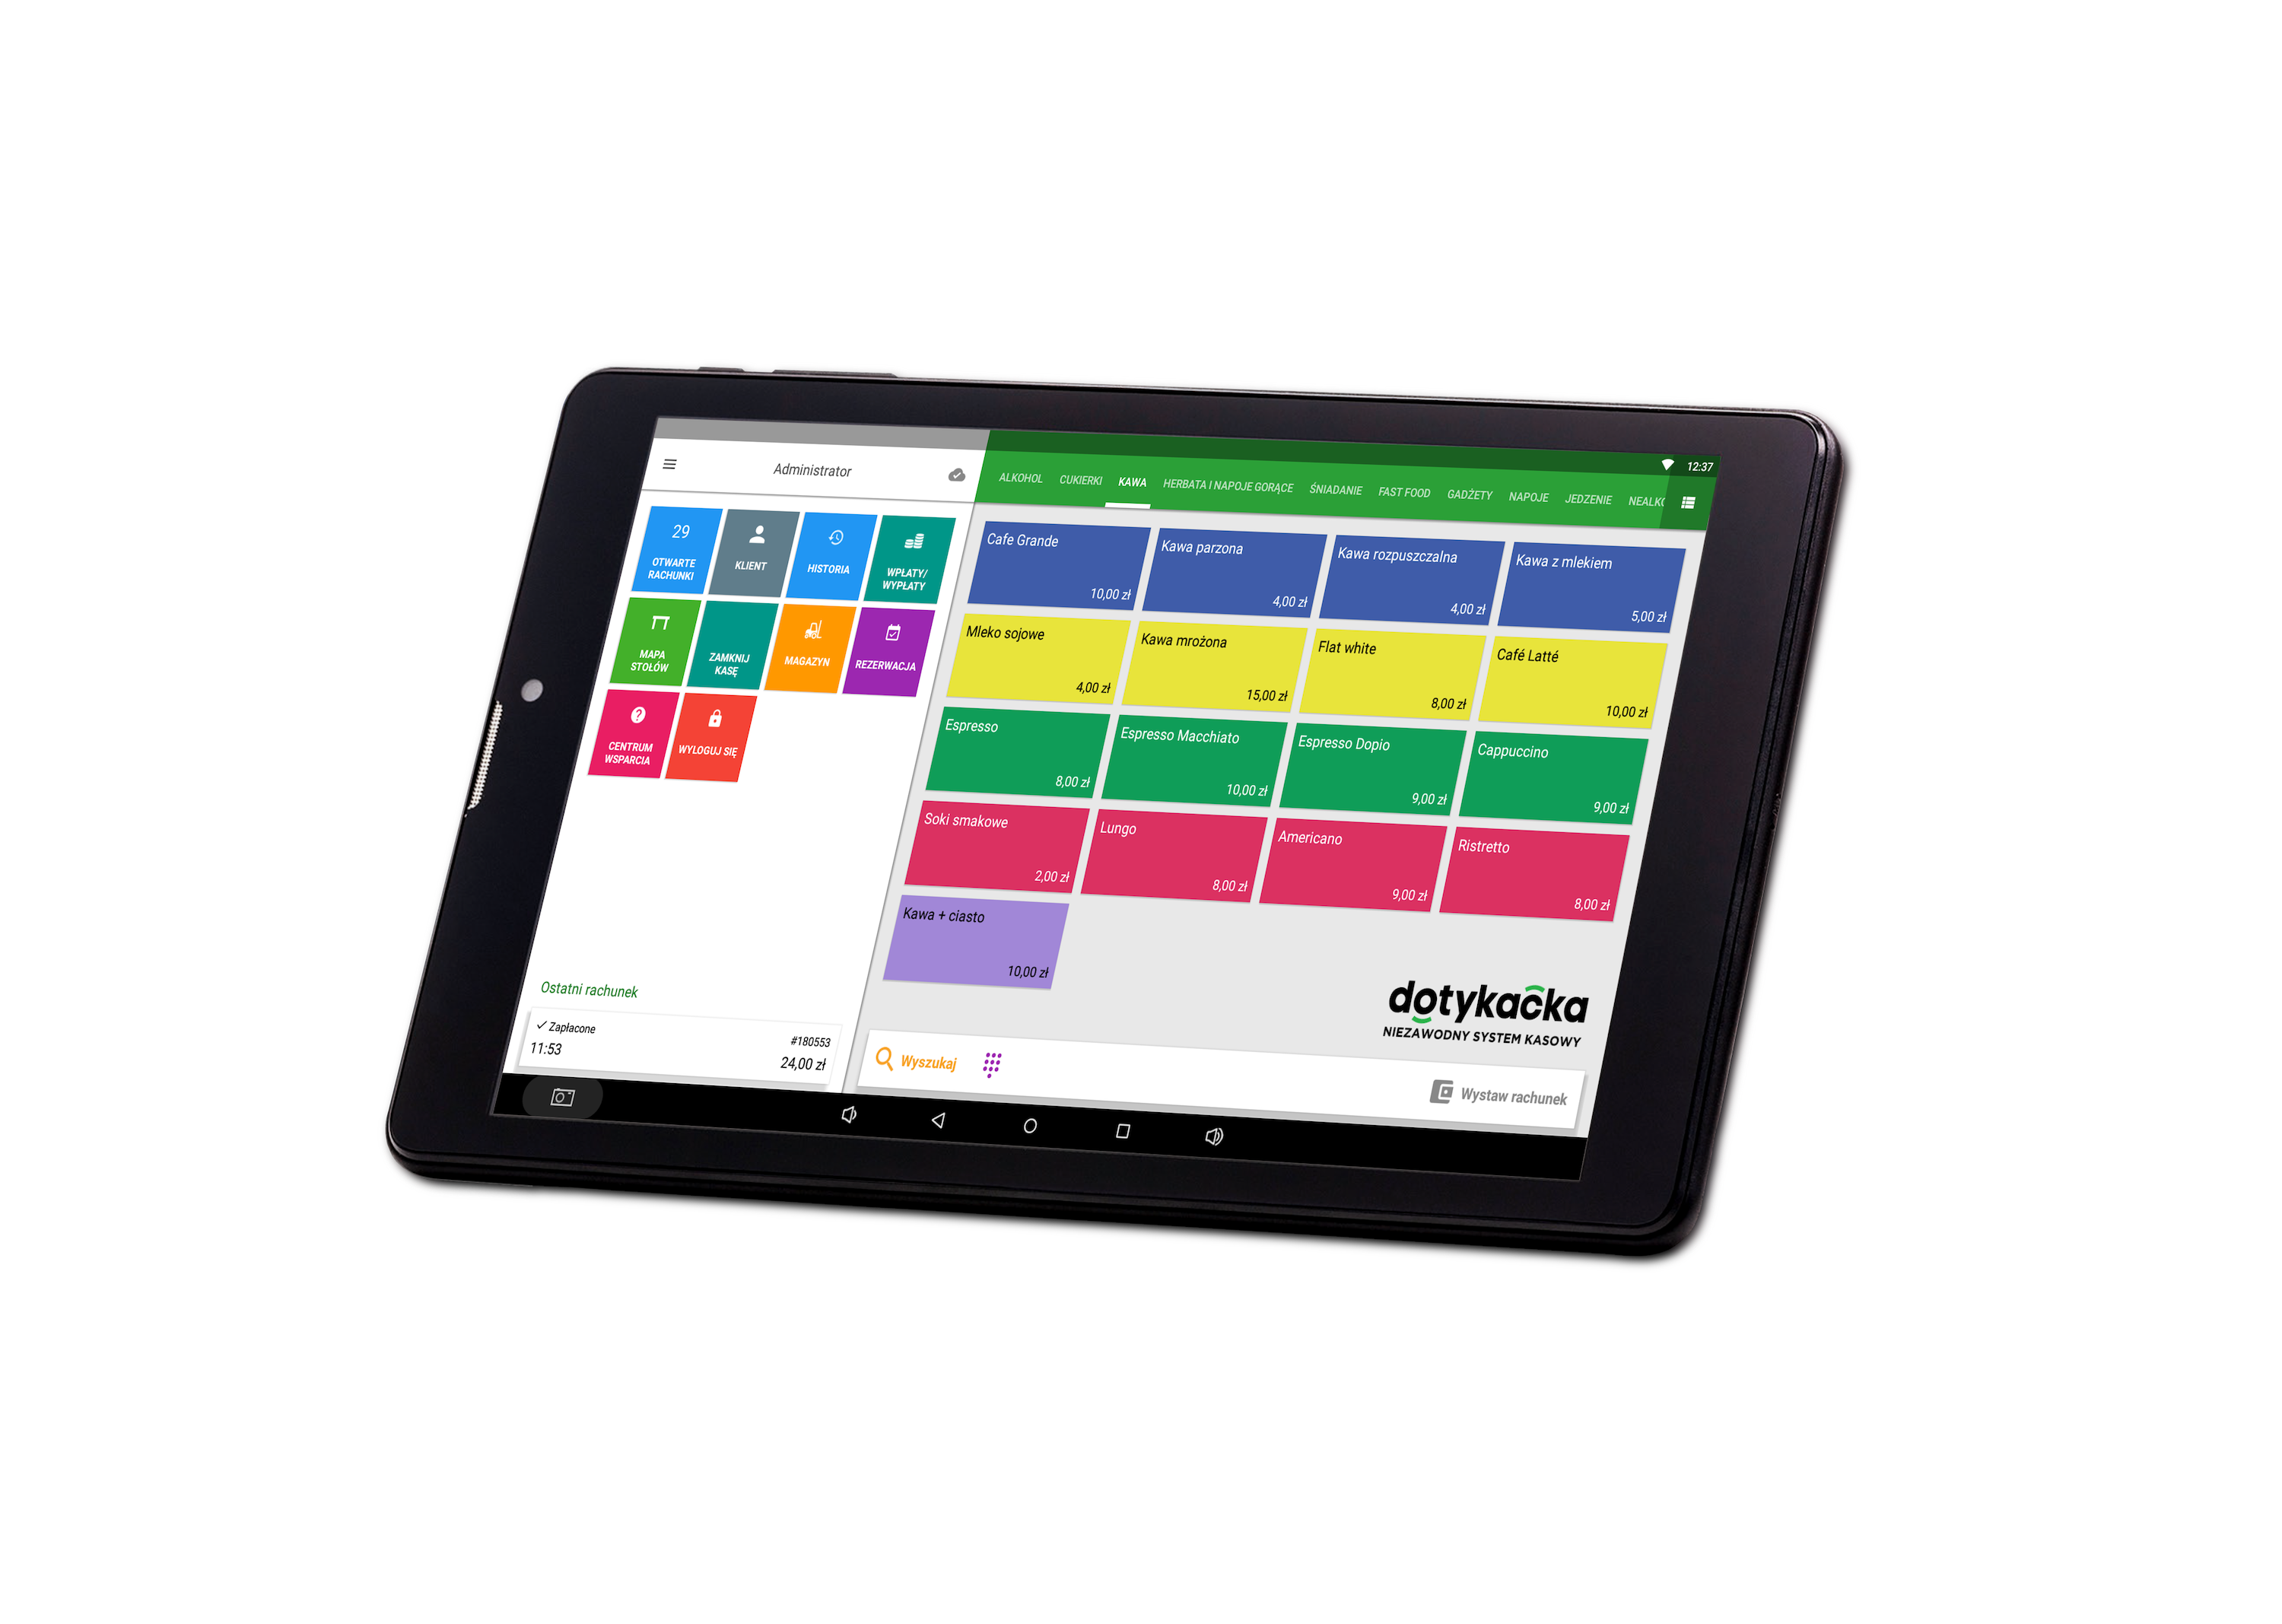 12:37
Administrator
ALKOHOL CUKIERKI KAWA HERBATA I NAPOJE GORĄCE ŚNIADANIE FAST FOOD GADŻETY NAPOJE JEDZENIE NEALKO
29
OTWARTE
RACHUNKI
KLIENT
HISTORIA
WPŁATY/
WYPŁATY
MAPA
STOŁÓW
ZAMKNIJ
KASĘ
MAGAZYN
REZERWACJA
CENTRUM
WSPARCIA
WYLOGUJ SIĘ
Ostatni rachunek
Zapłacone
#180553
11:53
24,00 zł
Cafe Grande
10,00 zł
Kawa parzona
4,00 zł
Kawa rozpuszczalna
4,00 zł
Kawa z mlekiem
5,00 zł
Mleko sojowe
4,00 zł
Kawa mrożona
15,00 zł
Flat white
8,00 zł
Café Latté
10,00 zł
Espresso
8,00 zł
Espresso Macchiato
10,00 zł
Espresso Dopio
9,00 zł
Cappuccino
9,00 zł
Soki smakowe
2,00 zł
Lungo
8,00 zł
Americano
9,00 zł
Ristretto
8,00 zł
Kawa + ciasto
10,00 zł
dotykačka
NIEZAWODNY SYSTEM KASOWY
Wyszukaj
Wystaw rachunek